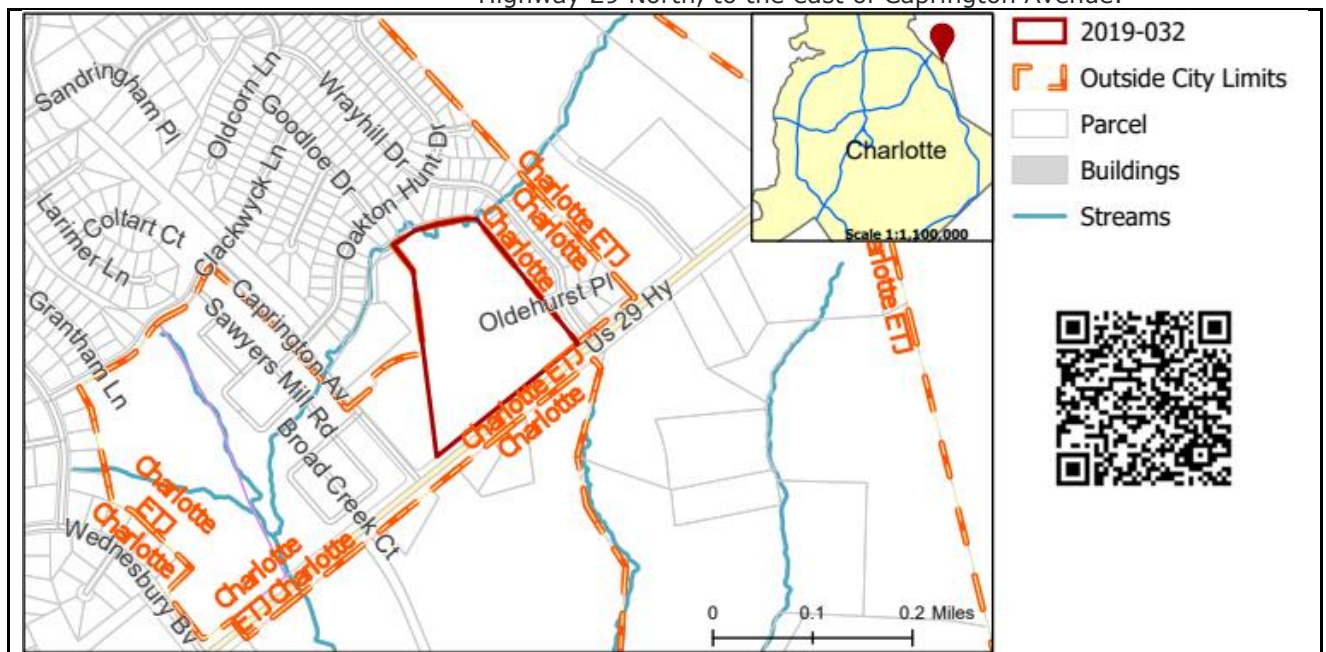 Highway 29 North, to the east of Caprington Avenue.
Sandringham Pl
Oldcorn Ln
Goodloe Dr
Wrayhill Dr
Oakton Hunt Dr
Larimer Ln
Coltart Ct
Clackwyck Ln
Grantham Ln
Caprington Av
Sawyers Mill Rd
Broad Creek Ct
Wednesbury Bv
Oldehurst Pl
Us 29 Hy
Charlotte ETJ
Charlotte
Charlotte
Charlotte ETJ
Charlotte
Charlotte ETJ
Charlotte
ETJ
Charlotte
Charlotte
ETJ
Charlotte
Charlotte
Scale 1:1,100,000
0 0.1 0.2 Miles
2019-032
Outside City Limits
Parcel
Buildings
Streams